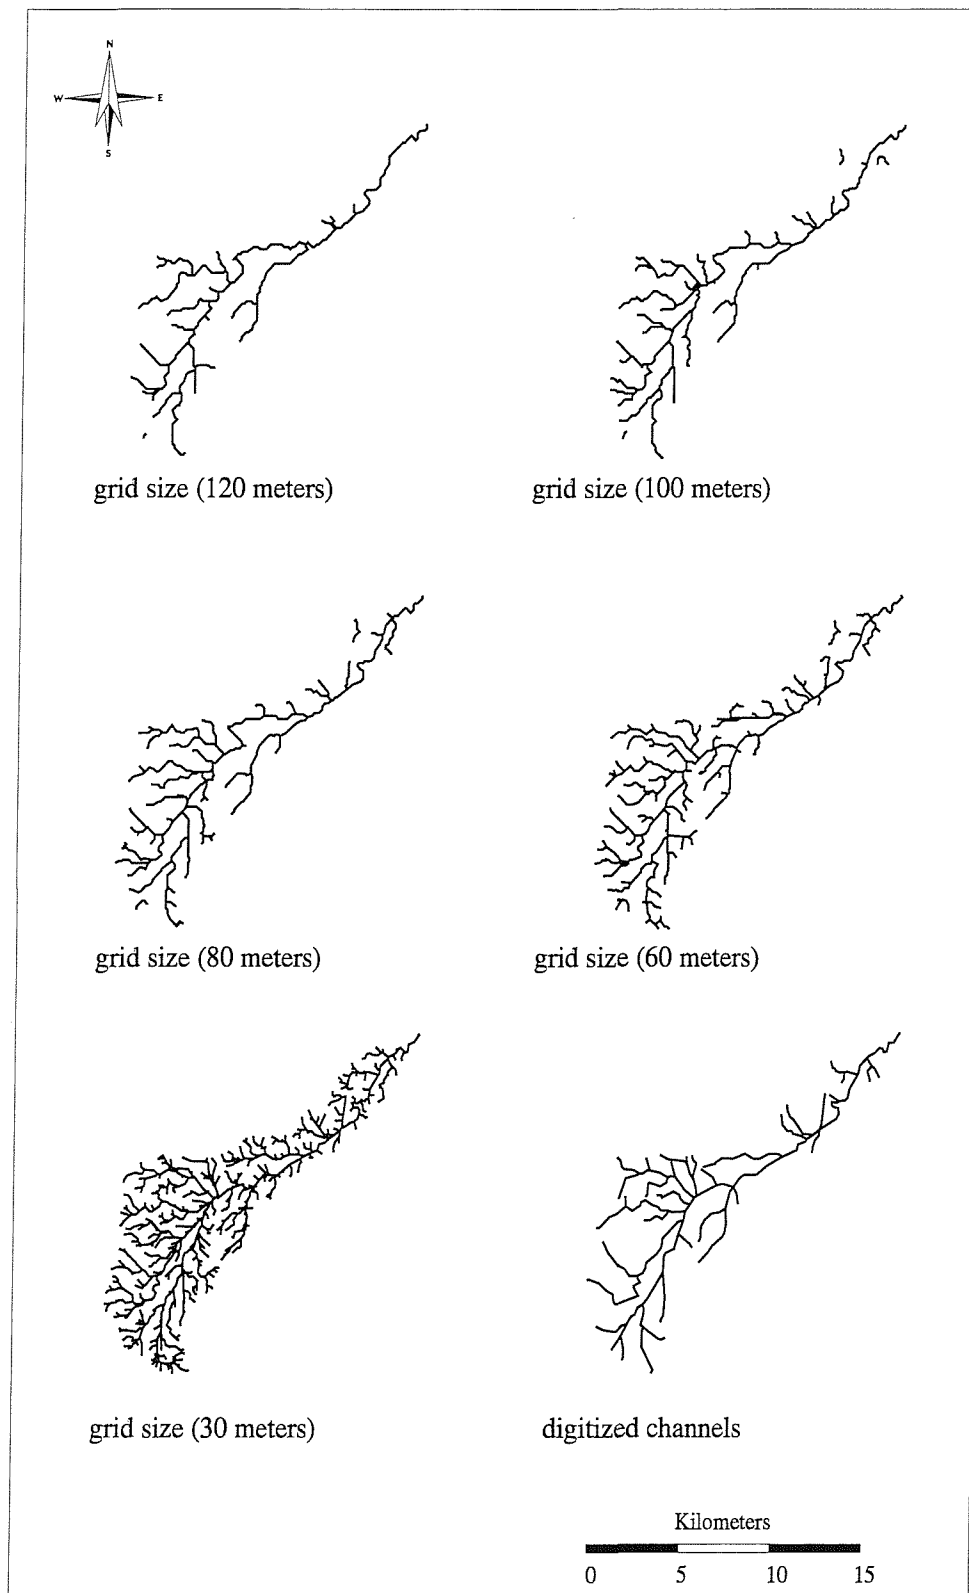 N
W E
S
grid size (120 meters)
grid size (100 meters)
grid size (80 meters)
grid size (60 meters)
grid size (30 meters)
digitized channels
Kilometers
0 5 10 15